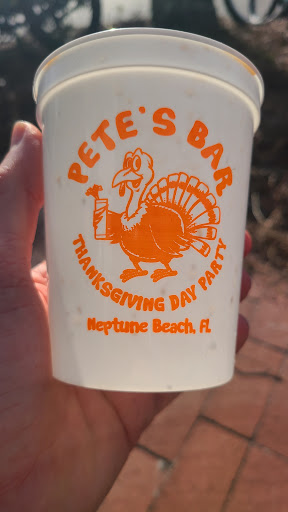 PETE'S BAR
THANKSGIVING DAY PARTY
Neptune Beach, FL